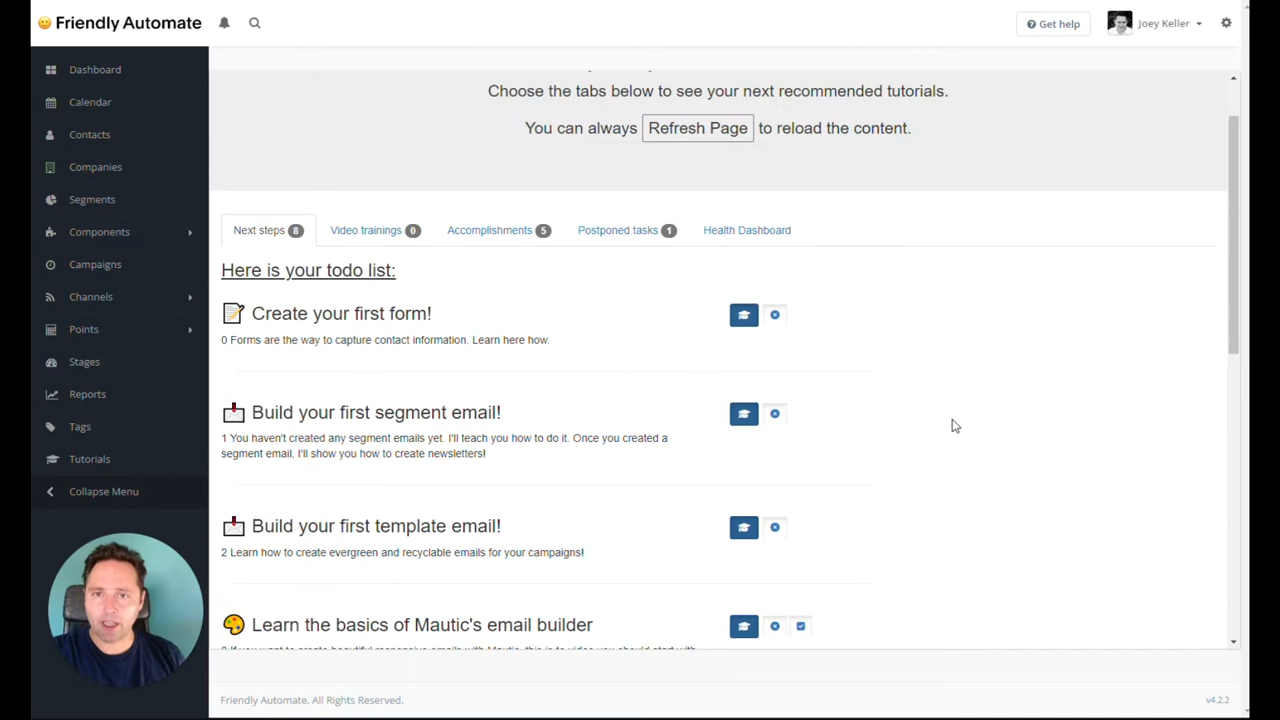 Friendly Automate
Get help
Joey Keller
Dashboard
Calendar
Contacts
Companies
Segments
Components
Campaigns
Channels
Points
Stages
Reports
Tags
Tutorials
Collapse Menu
Choose the tabs below to see your next recommended tutorials.
You can always Refresh Page to reload the content.
Next steps 8
Video trainings 0
Accomplishments 5
Postponed tasks 1
Health Dashboard
Here is your todo list:
Create your first form!
0 Forms are the way to capture contact information. Learn here how.
Build your first segment email!
1 You haven't created any segment emails yet. I'll teach you how to do it. Once you created a
segment email, I'll show you how to create newsletters!
Build your first template email!
2 Learn how to create evergreen and recyclable emails for your campaigns!
Learn the basics of Mautic's email builder
Friendly Automate. All Rights Reserved.
v4.2.2